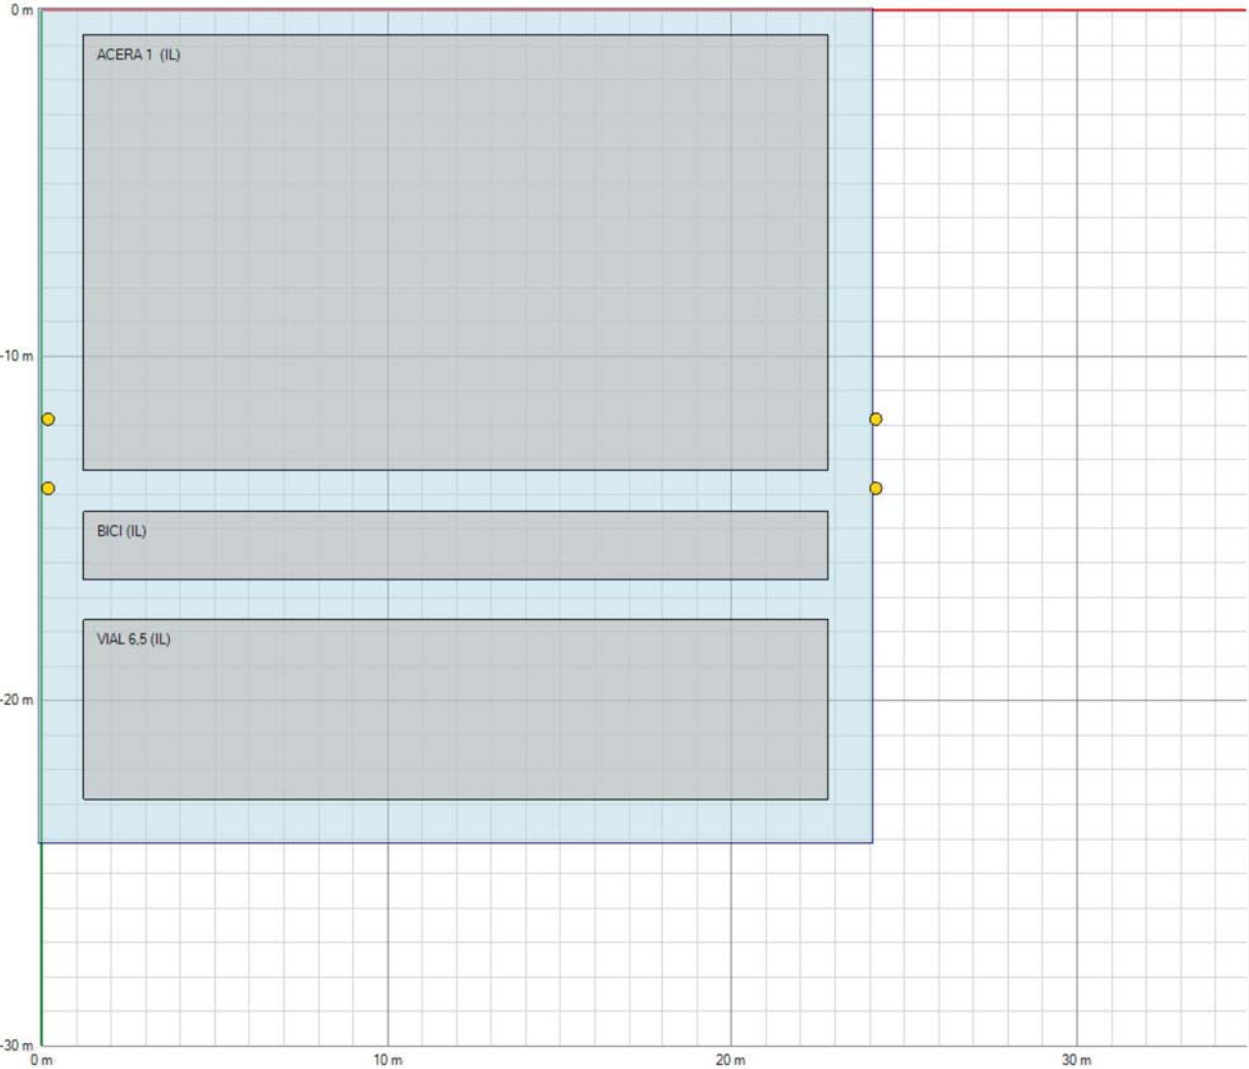 0 m
ACERA 1 (IL)
-10 m
BICI (IL)
VIAL 6,5 (IL)
-20 m
-30 m
0 m 10 m 20 m 30 m